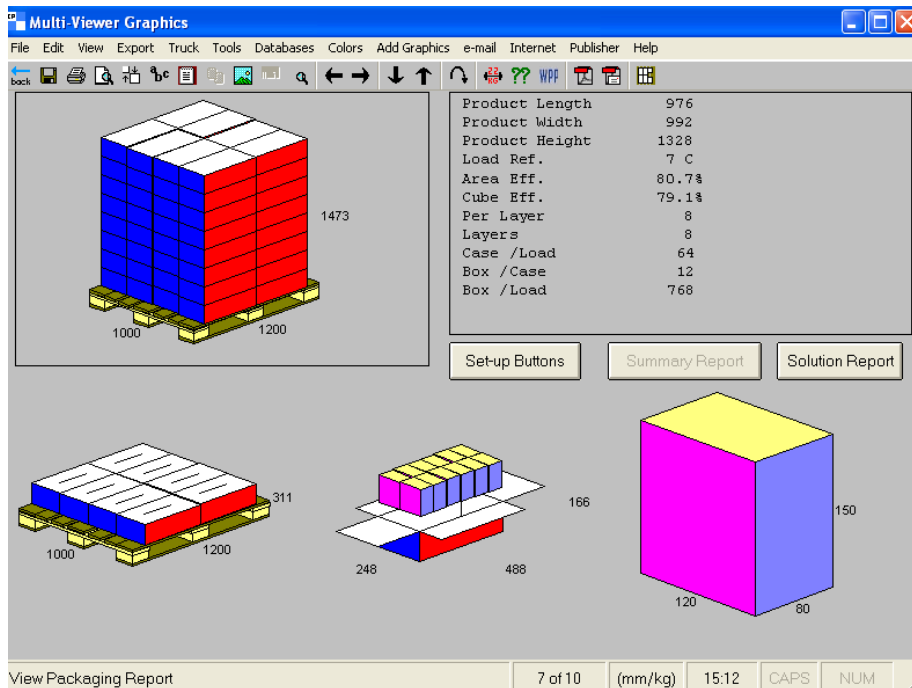 Multi-Viewer Graphics
File Edit View Export Truck Tools Databases Colors Add Graphics e-mail Internet Publisher Help
back abc ?? WPF
1473
1000 1200
Product Length 976
Product Width 992
Product Height 1328
Load Ref. 7 C
Area Eff. 80.7%
Cube Eff. 79.1%
Per Layer 8
Layers 8
Case /Load 64
Box /Case 12
Box /Load 768
Set-up Buttons Summary Report Solution Report
311
1000 1200
166
248 488
150
120 80
View Packaging Report 7 of 10 (mm/kg) 15:12 CAPS NUM